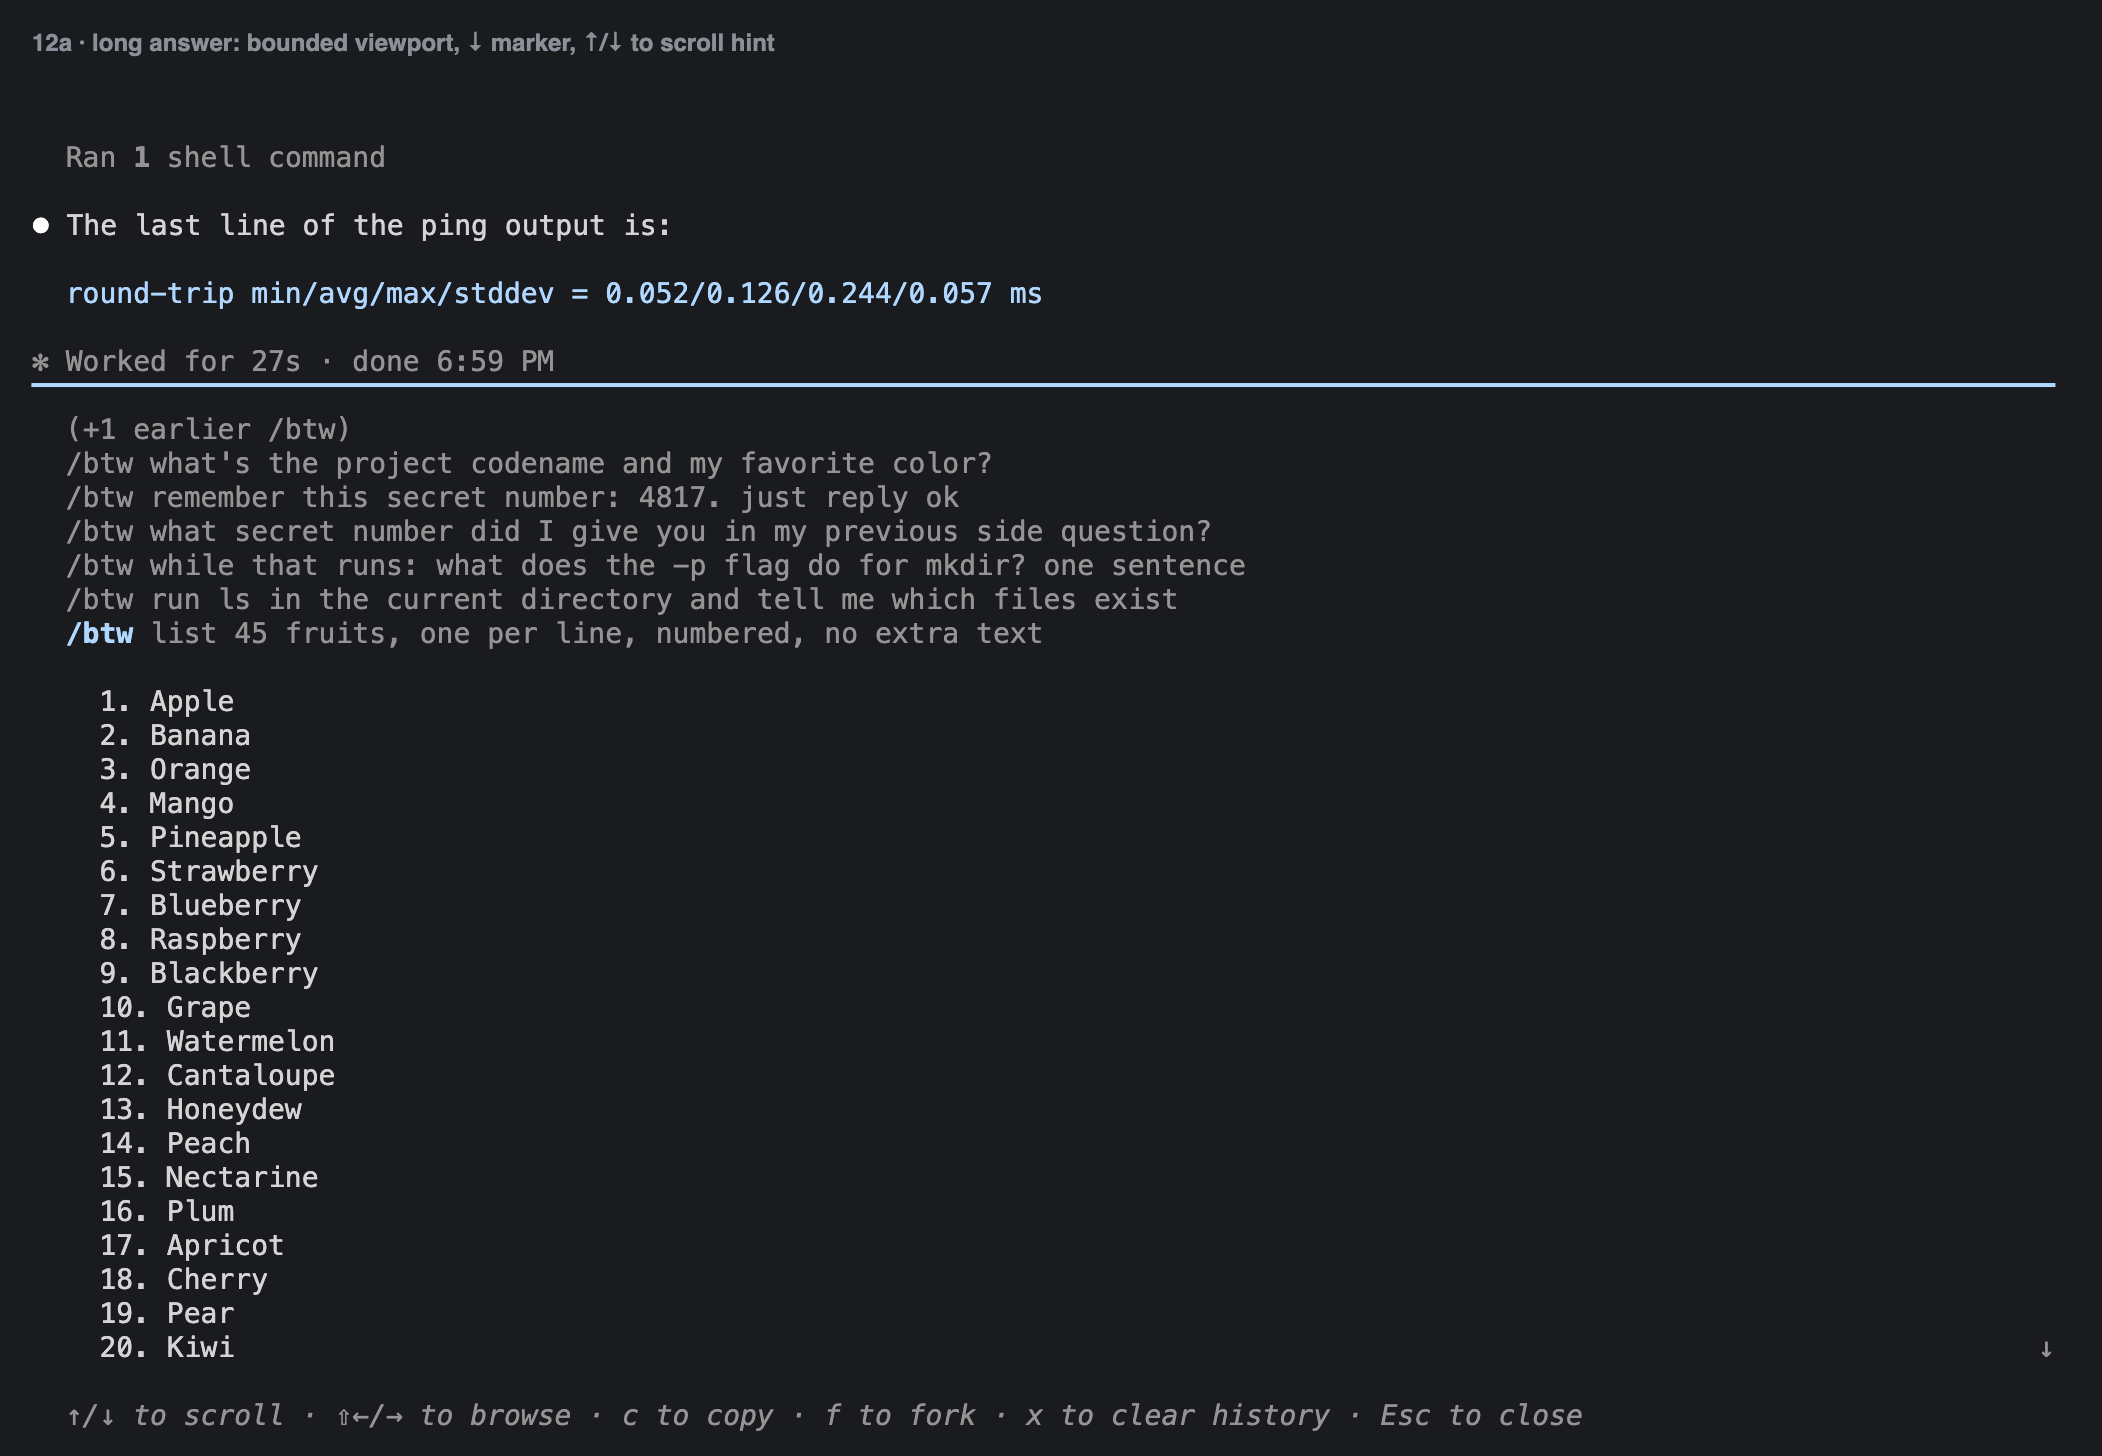 12a · long answer: bounded viewport, ↓ marker, ↑/↓ to scroll hint
Ran 1 shell command
● The last line of the ping output is:
round-trip min/avg/max/stddev = 0.052/0.126/0.244/0.057 ms
✻ Worked for 27s · done 6:59 PM
(+1 earlier /btw)
/btw what's the project codename and my favorite color?
/btw remember this secret number: 4817. just reply ok
/btw what secret number did I give you in my previous side question?
/btw while that runs: what does the -p flag do for mkdir? one sentence
/btw run ls in the current directory and tell me which files exist
/btw list 45 fruits, one per line, numbered, no extra text
1. Apple
2. Banana
3. Orange
4. Mango
5. Pineapple
6. Strawberry
7. Blueberry
8. Raspberry
9. Blackberry
10. Grape
11. Watermelon
12. Cantaloupe
13. Honeydew
14. Peach
15. Nectarine
16. Plum
17. Apricot
18. Cherry
19. Pear
20. Kiwi ↓
↑/↓ to scroll · ⇧←/→ to browse · c to copy · f to fork · x to clear history · Esc to close